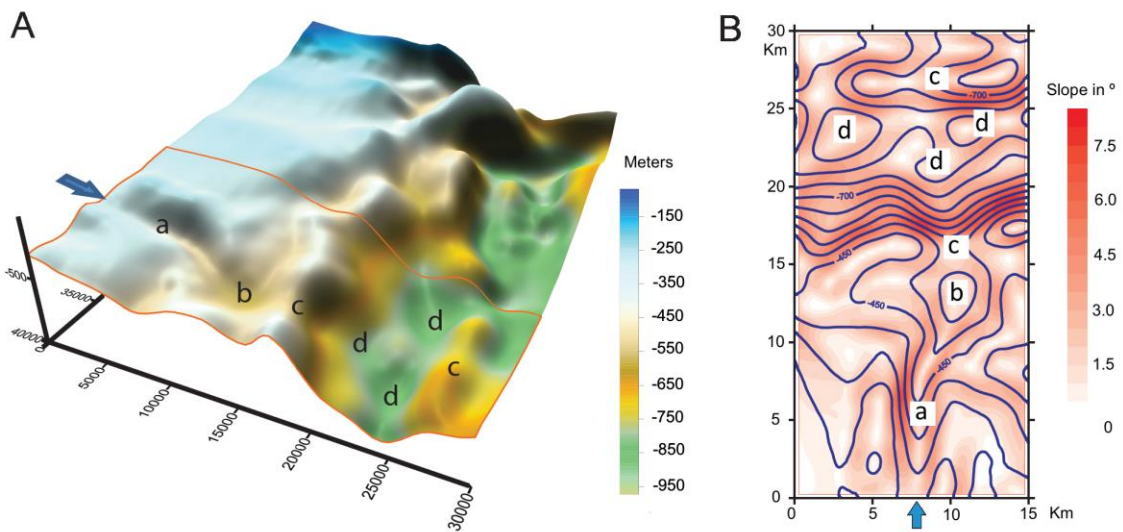 A
a
b
c
d
d
c
d
-500
35000
40000
0
5000
10000
15000
20000
25000
30000
Meters
-150
-250
-350
-450
-550
-650
-750
-850
-950
B
30
Km
25
20
15
10
5
0
0 5 10 15 Km
c
-700
d d
d
-700
c
-450
b
-450
-450
a
Slope in º
7.5
6.0
4.5
3.0
1.5
0